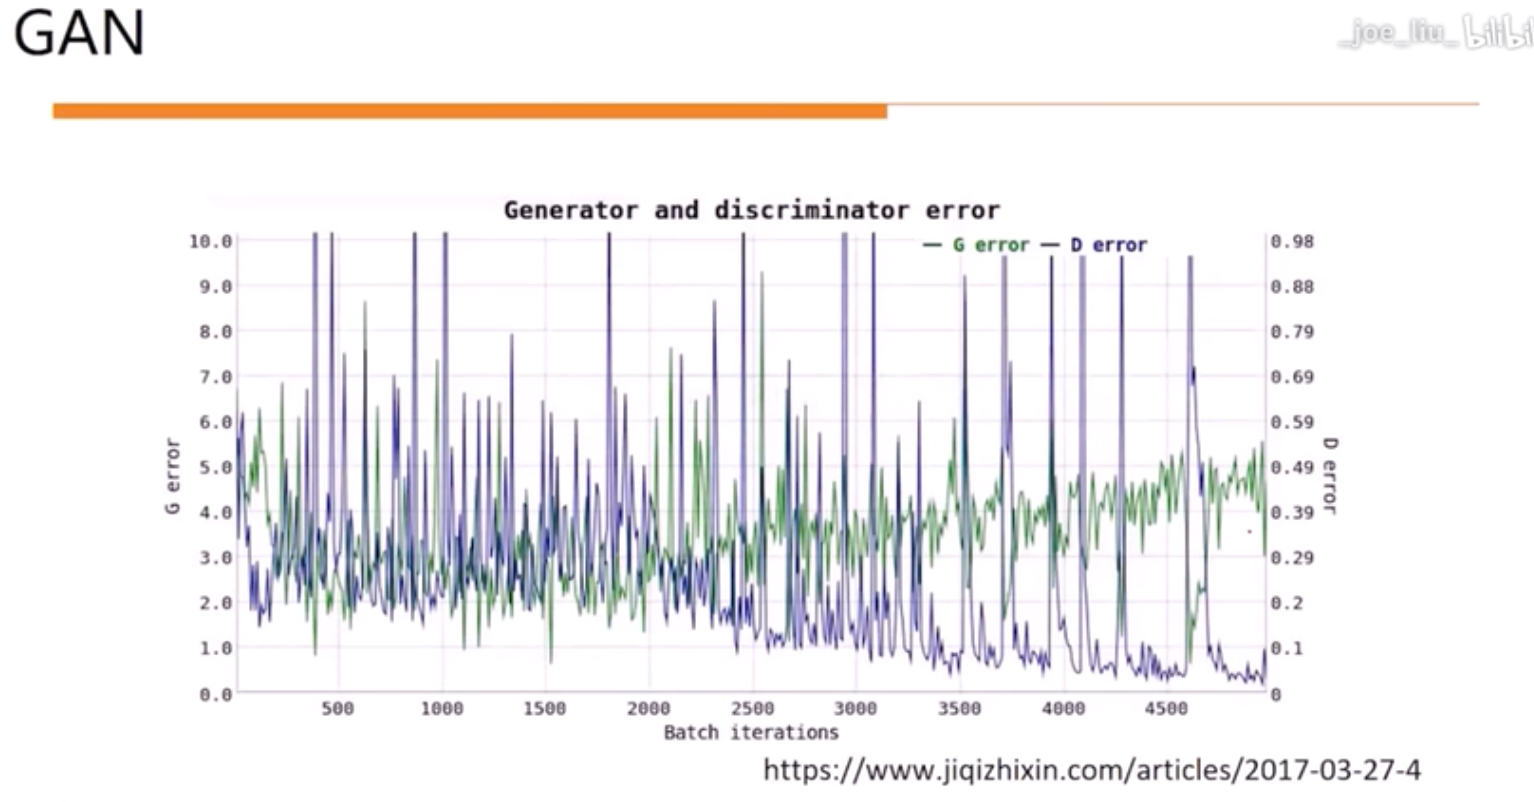 GAN
_joe_liu_ bilibil
Generator and discriminator error
G error D error
10.0
9.0
8.0
7.0
6.0
5.0
4.0
3.0
2.0
1.0
0.0
G error
0.98
0.88
0.79
0.69
0.59
0.49
0.39
0.29
0.2
0.1
0
D error
500 1000 1500 2000 2500 3000 3500 4000 4500
Batch iterations
https://www.jiqizhixin.com/articles/2017-03-27-4